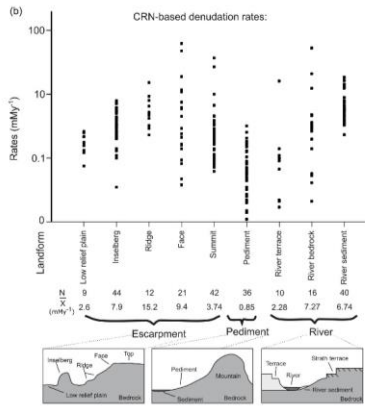 (b)
CRN-based denudation rates:
Rates (mMy⁻¹)
100
10
0.1
0
Landform
Low relief plain
Inselberg
Ridge
Face
Summit
Pediment
River terrace
River bedrock
River sediment
N 9 44 12 21 42 36 10 16 40
X̅ (mMy⁻¹) 2.6 7.9 15.2 9.4 3.74 0.85 2.28 7.27 6.74
Escarpment Pediment River
Inselberg
Ridge
Face
Top
Low relief plain
Bedrock
Pediment
Mountain
Sediment
Bedrock
Terrace
Strath terrace
River
River sediment
Bedrock